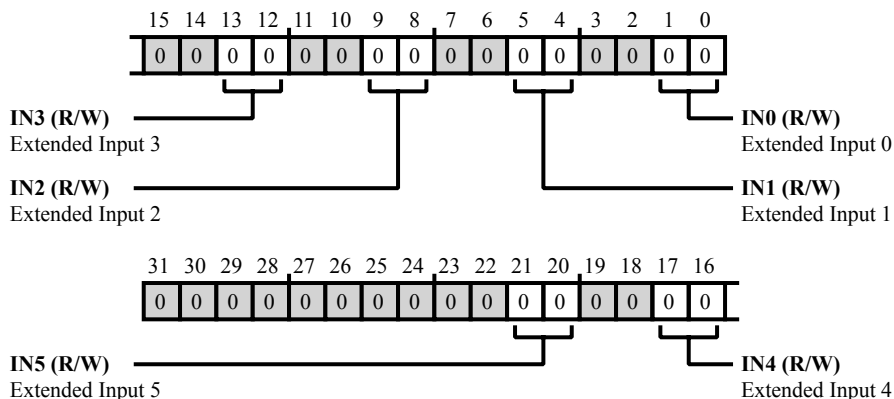 15 14 13 12 11 10 9 8 7 6 5 4 3 2 1 0
0 0 0 0 0 0 0 0 0 0 0 0 0 0 0 0
IN3 (R/W)
Extended Input 3
IN0 (R/W)
Extended Input 0
IN2 (R/W)
Extended Input 2
IN1 (R/W)
Extended Input 1
31 30 29 28 27 26 25 24 23 22 21 20 19 18 17 16
0 0 0 0 0 0 0 0 0 0 0 0 0 0 0 0
IN5 (R/W)
Extended Input 5
IN4 (R/W)
Extended Input 4